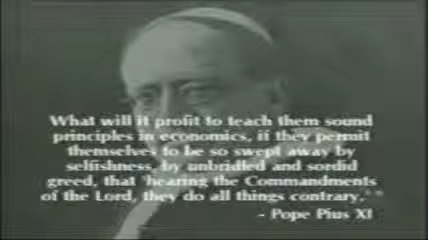 What will it profit to teach them sound
principles in economics, if they permit
themselves to be so swept away by
selfishness, by unbridled and sordid
greed, that 'hearing the Commandments
of the Lord, they do all things contrary.' "
- Pope Pius XI